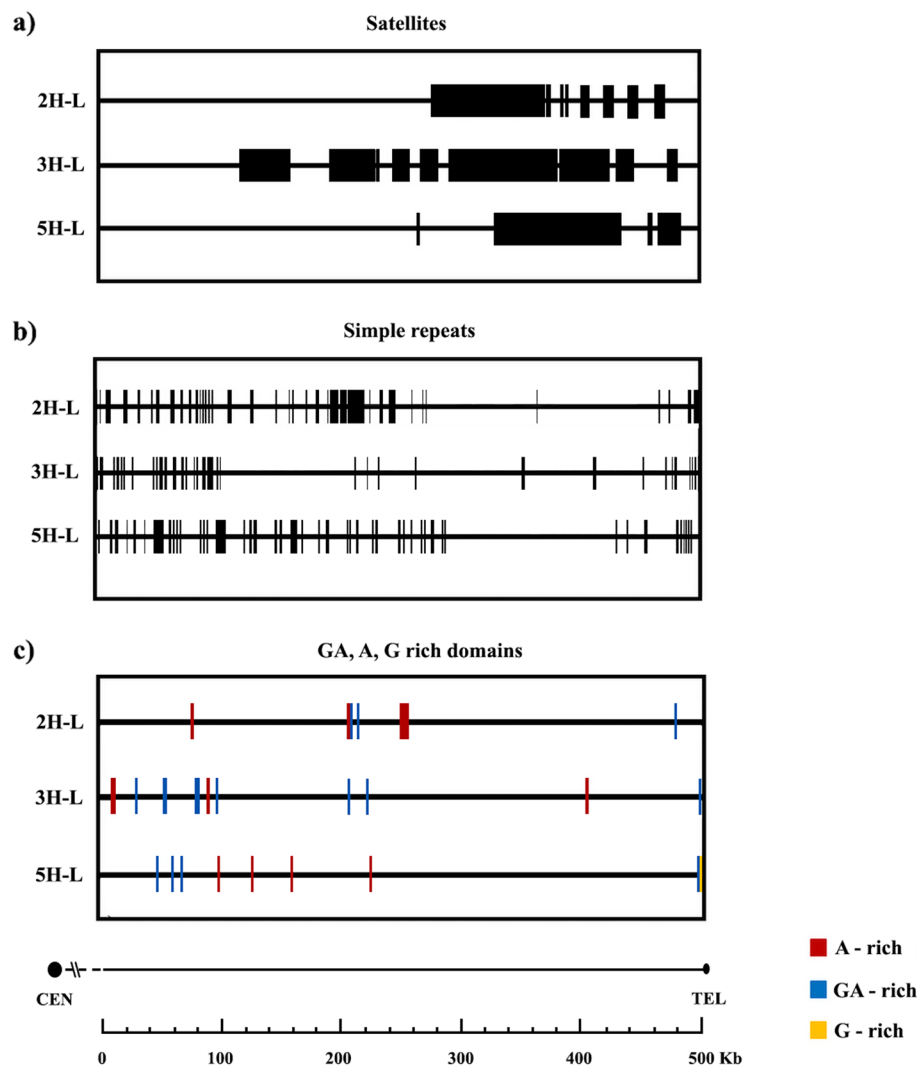 a)
Satellites
2H-L
3H-L
5H-L
b)
Simple repeats
2H-L
3H-L
5H-L
c)
GA, A, G rich domains
2H-L
3H-L
5H-L
CEN
TEL
A - rich
GA - rich
G - rich
0 100 200 300 400 500 Kb